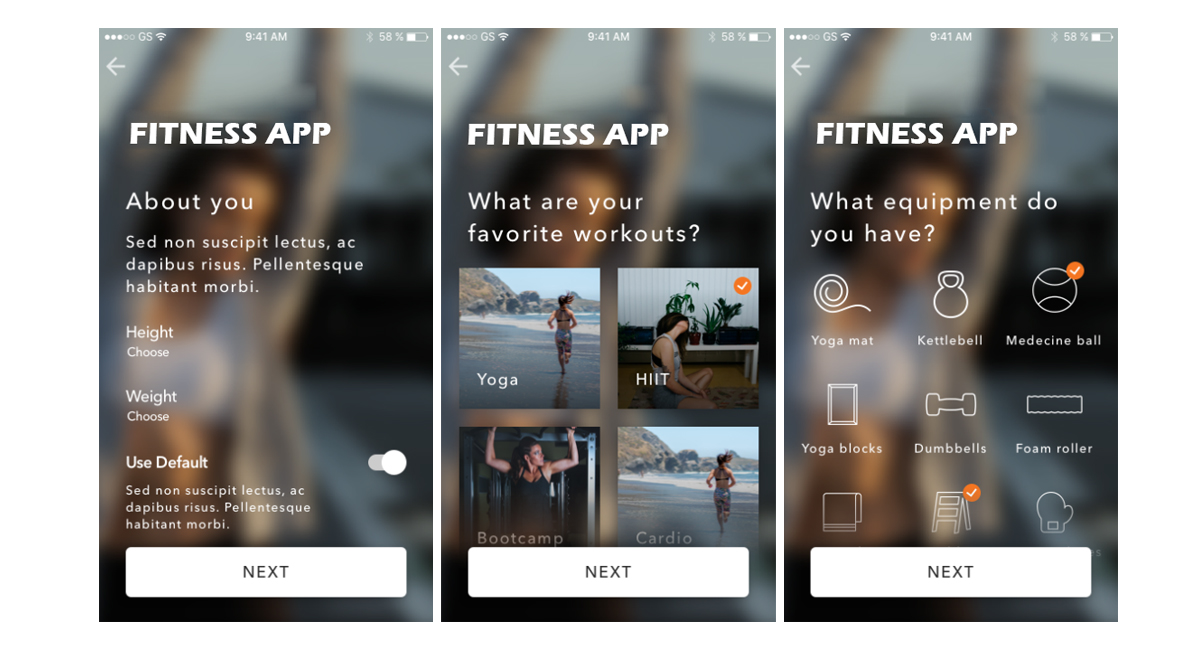 GS 9:41 AM 58 %
FITNESS APP
About you
Sed non suscipit lectus, ac
dapibus risus. Pellentesque
habitant morbi.
Height
Choose
Weight
Choose
Use Default
Sed non suscipit lectus, ac
dapibus risus. Pellentesque
habitant morbi.
NEXT
GS 9:41 AM 58 %
FITNESS APP
What are your
favorite workouts?
Yoga
HIIT
Bootcamp
Cardio
NEXT
GS 9:41 AM 58 %
FITNESS APP
What equipment do
you have?
Yoga mat
Kettlebell
Medecine ball
Yoga blocks
Dumbbells
Foam roller
NEXT